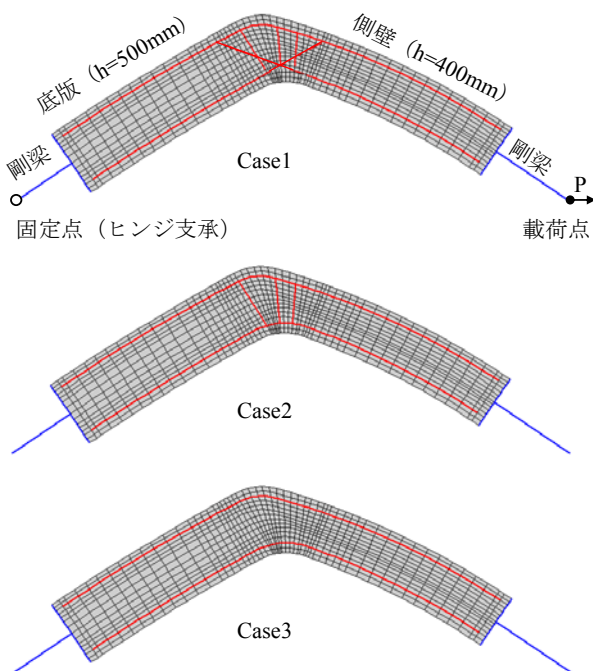 底版（h=500mm）
側壁（h=400mm）
剛梁
Case1
剛梁
P
固定点（ヒンジ支承）
載荷点
Case2
Case3